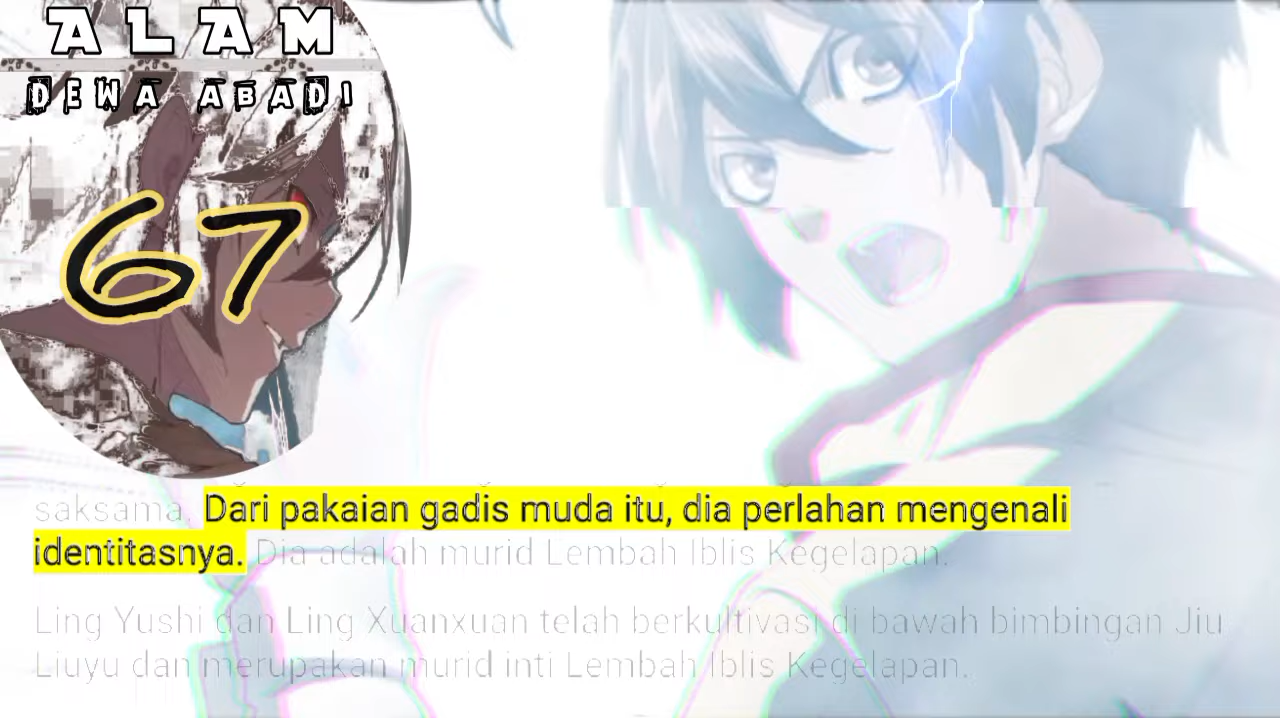 ALAM
DEWA ABADI
67
saksama. Dari pakaian gadis muda itu, dia perlahan mengenali
identitasnya. Dia adalah murid Lembah Iblis Kegelapan.
Ling Yushi dan Ling Xuanxuan telah berkultivasi di bawah bimbingan Jiu
Liuyu dan merupakan murid inti Lembah Iblis Kegelapan.